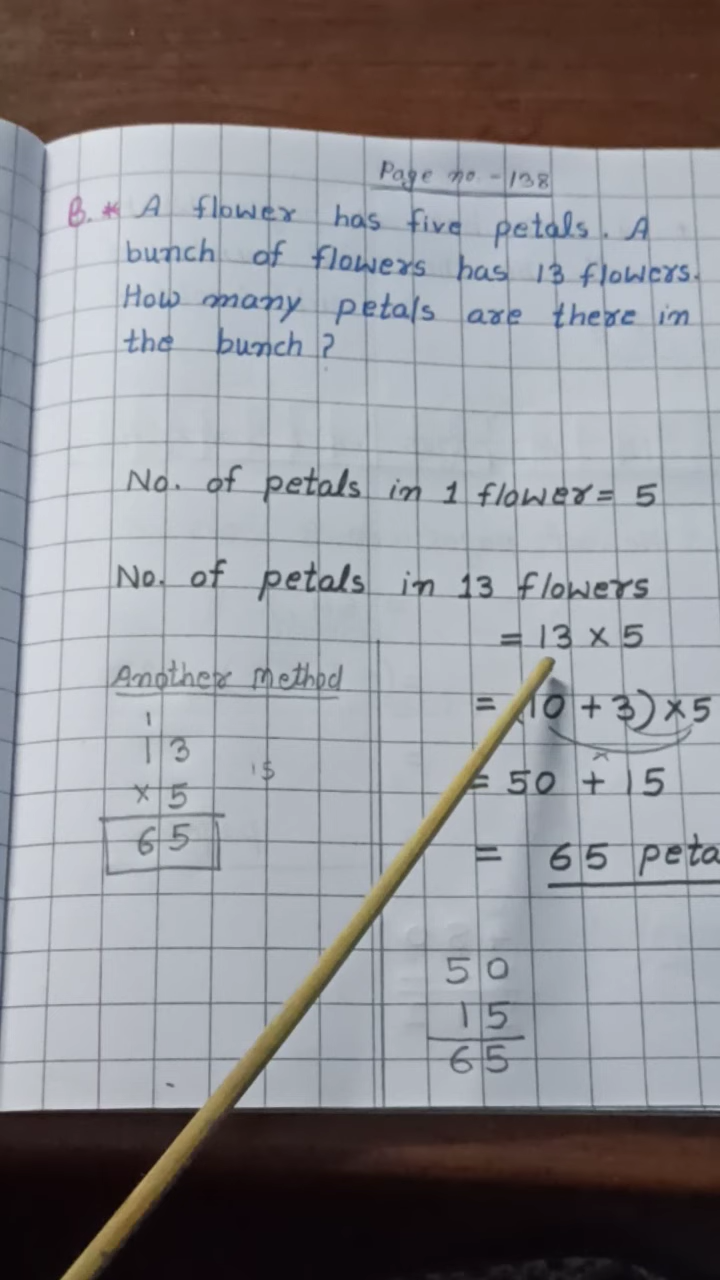 Page no. - 138
B. * A flower has five petals. A
bunch of flowers has 13 flowers.
How many petals are there in
the bunch?
No. of petals in 1 flower = 5
No. of petals in 13 flowers
= 13 × 5
= (10 + 3) × 5
= 50 + 15
= 65 peta
Another method
1
13
× 5
65
15
50
15
65